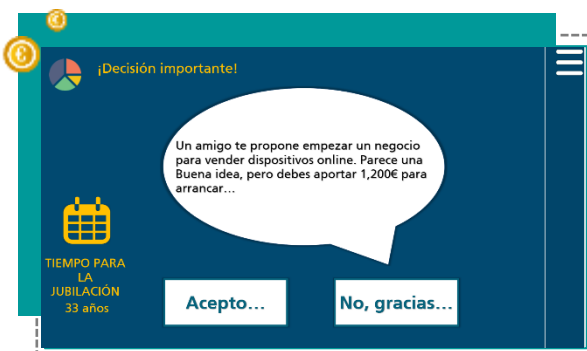 ¡Decisión importante!
Un amigo te propone empezar un negocio
para vender dispositivos online. Parece una
Buena idea, pero debes aportar 1,200€ para
arrancar…
TIEMPO PARA
LA
JUBILACIÓN
33 años
Acepto…
No, gracias…